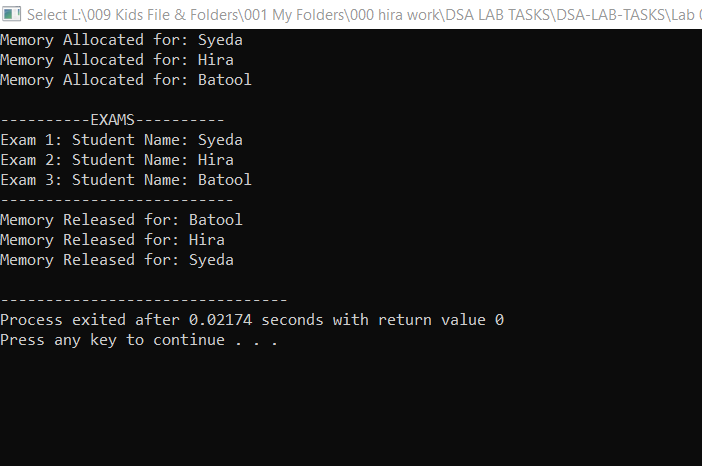 Select L:\009 Kids File & Folders\001 My Folders\000 hira work\DSA LAB TASKS\DSA-LAB-TASKS\Lab 0
Memory Allocated for: Syeda
Memory Allocated for: Hira
Memory Allocated for: Batool
----------EXAMS----------
Exam 1: Student Name: Syeda
Exam 2: Student Name: Hira
Exam 3: Student Name: Batool
--------------------------
Memory Released for: Batool
Memory Released for: Hira
Memory Released for: Syeda
--------------------------------
Process exited after 0.02174 seconds with return value 0
Press any key to continue . . .